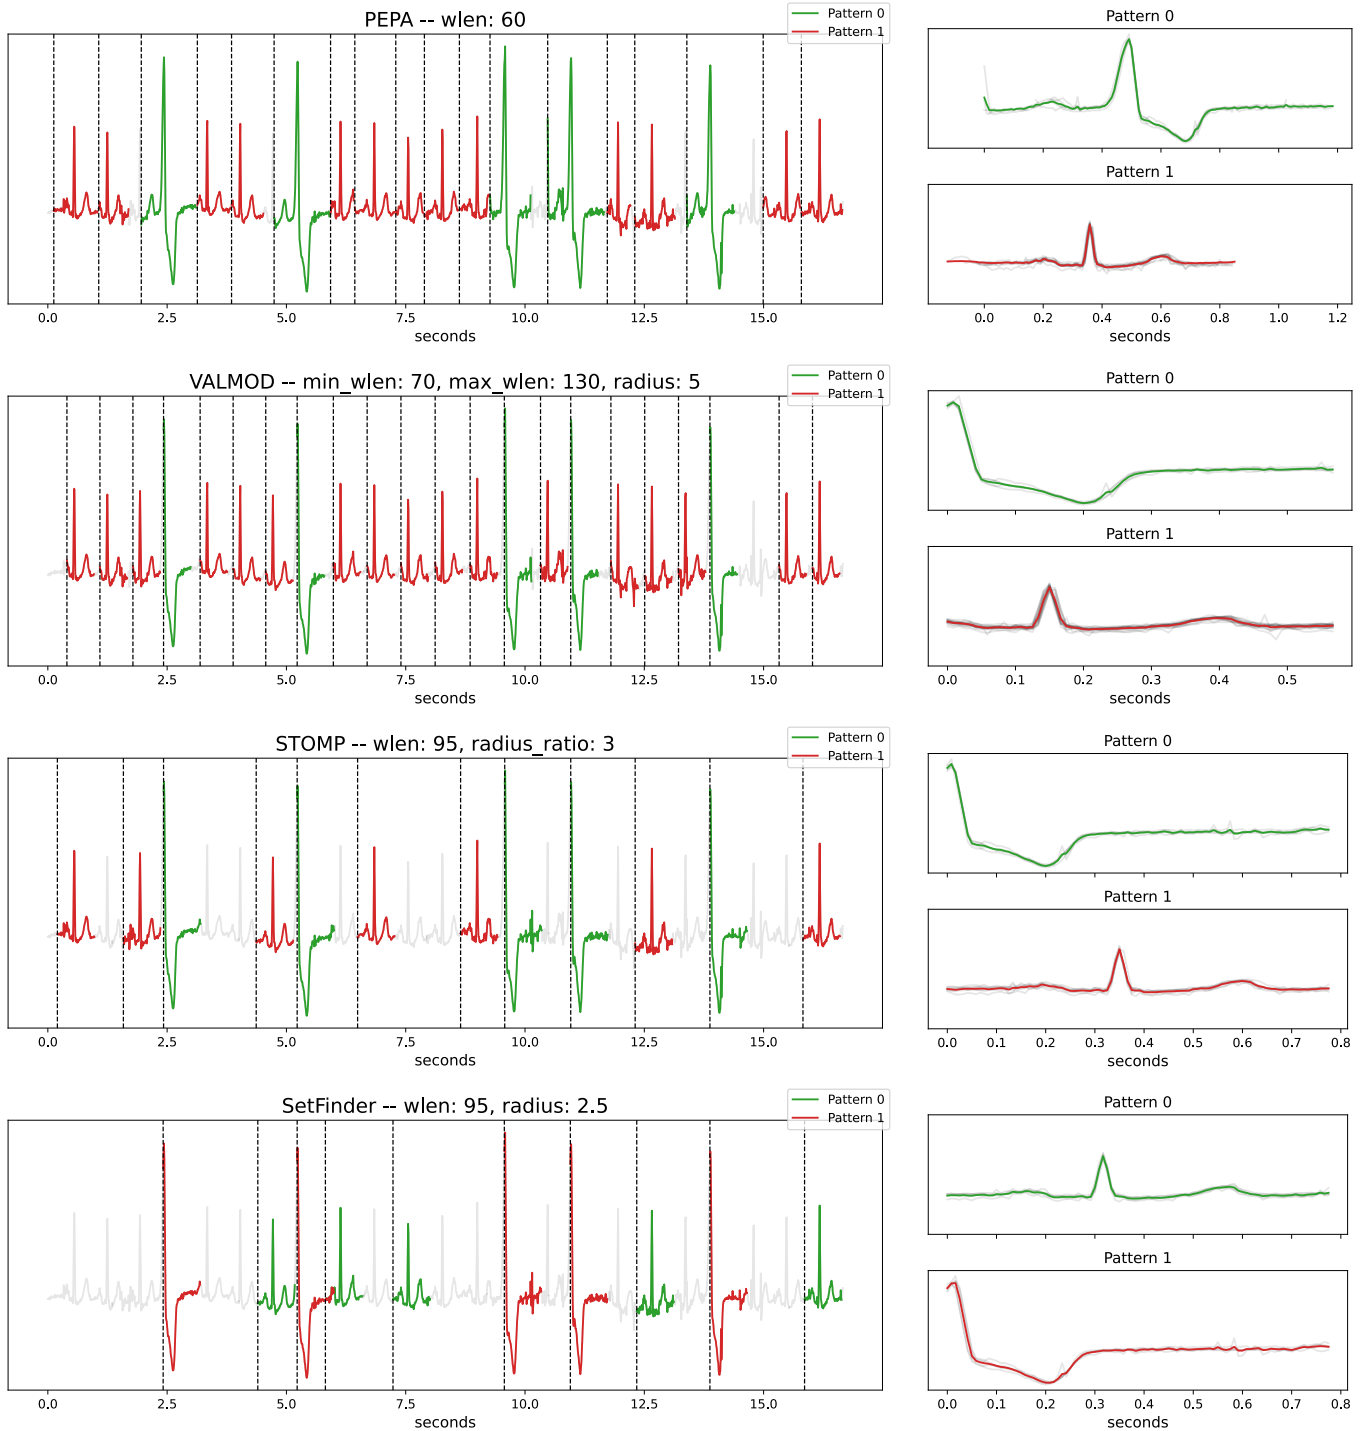 PEPA -- wlen: 60
Pattern 0
Pattern 1
0.0 2.5 5.0 7.5 10.0 12.5 15.0
seconds
Pattern 0
Pattern 1
0.0 0.2 0.4 0.6 0.8 1.0 1.2
seconds
VALMOD -- min_wlen: 70, max_wlen: 130, radius: 5
Pattern 0
Pattern 1
0.0 2.5 5.0 7.5 10.0 12.5 15.0
seconds
Pattern 0
Pattern 1
0.0 0.1 0.2 0.3 0.4 0.5
seconds
STOMP -- wlen: 95, radius_ratio: 3
Pattern 0
Pattern 1
0.0 2.5 5.0 7.5 10.0 12.5 15.0
seconds
Pattern 0
Pattern 1
0.0 0.1 0.2 0.3 0.4 0.5 0.6 0.7 0.8
seconds
SetFinder -- wlen: 95, radius: 2.5
Pattern 0
Pattern 1
0.0 2.5 5.0 7.5 10.0 12.5 15.0
seconds
Pattern 0
Pattern 1
0.0 0.1 0.2 0.3 0.4 0.5 0.6 0.7 0.8
seconds